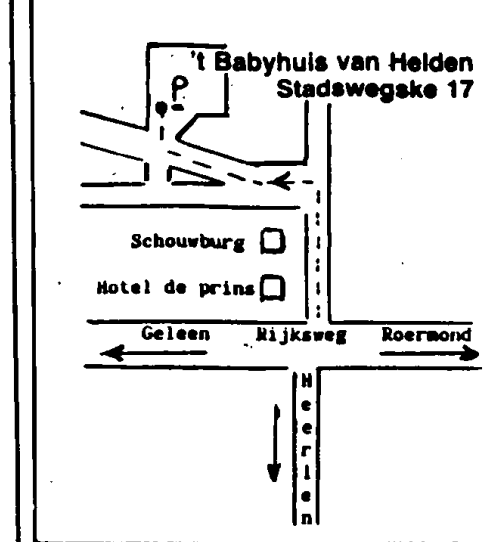 't Babyhuis van Helden
Stadswegske 17
P
Schouwburg
Hotel de prins
Geleen Rijksweg Roermond
Heerlen